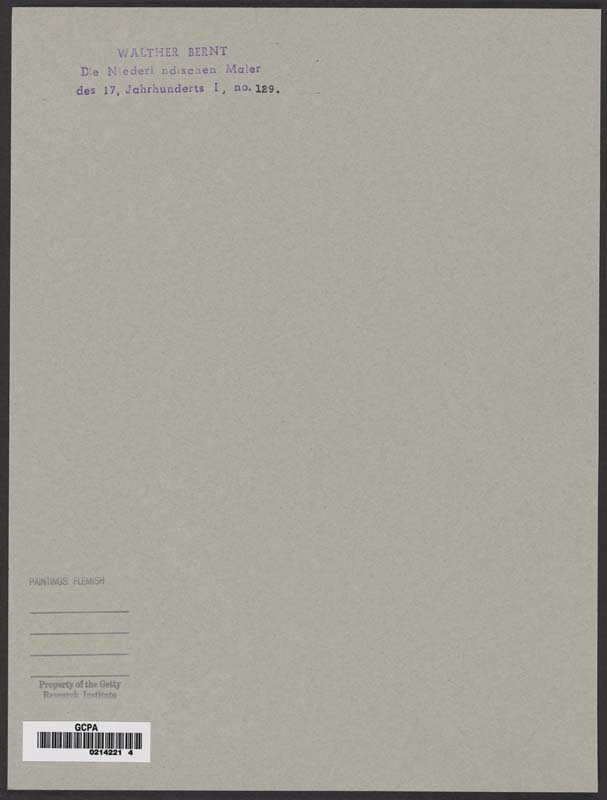 WALTHER BERNT
Die Niederl ndischen Maler
des 17, Jahrhunderts I, no. 129.
PAINTINGS: FLEMISH
Property of the Getty
Research Institute
GCPA
0214221 4